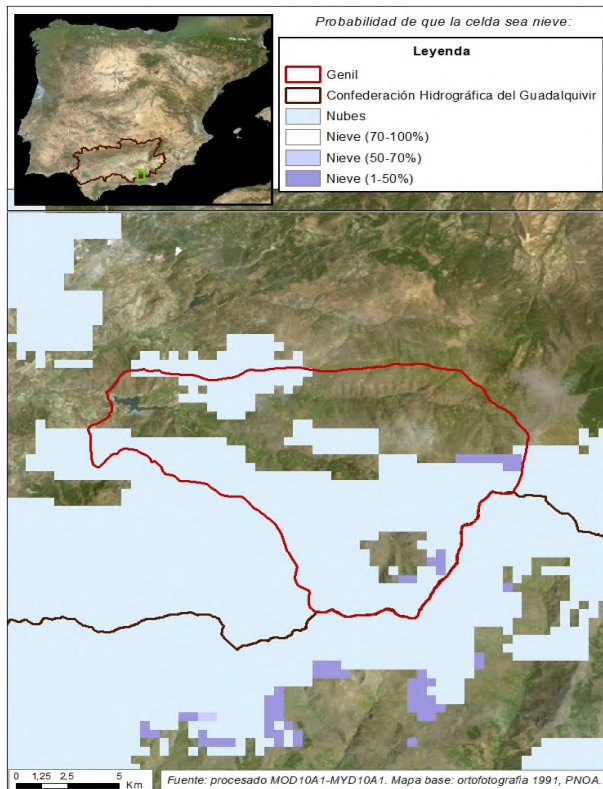 Probabilidad de que la celda sea nieve:
Leyenda
Genil
Confederación Hidrográfica del Guadalquivir
Nubes
Nieve (70-100%)
Nieve (50-70%)
Nieve (1-50%)
0 1,25 2,5 5
Km
Fuente: procesado MOD10A1-MYD10A1. Mapa base: ortofotografia 1991, PNOA.